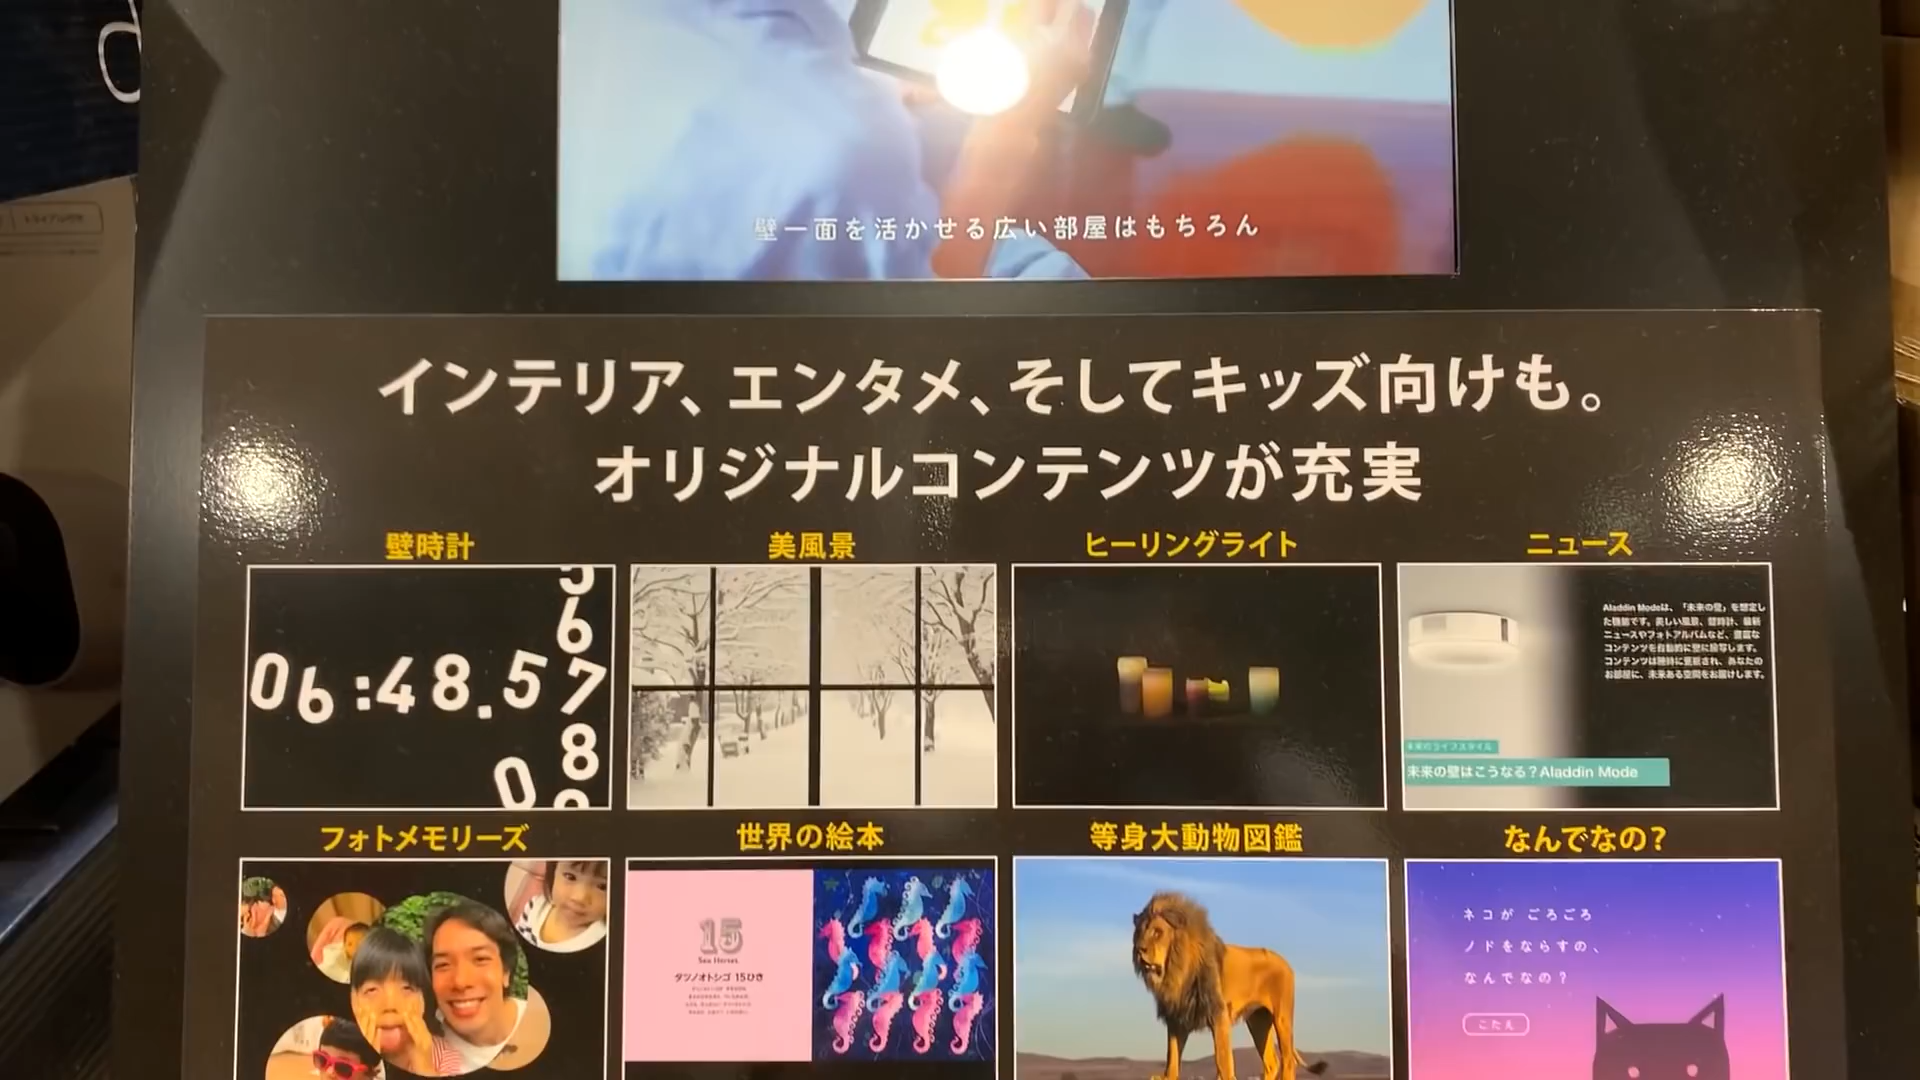 壁一面を活かせる広い部屋はもちろん
インテリア、エンタメ、そしてキッズ向けも。
オリジナルコンテンツが充実
壁時計
美風景
ヒーリングライト
ニュース
06:48.5
5
6
7
8
0
Aladdin Modeは、「未来の壁」を想定し
た機能です。美しい風景、壁時計、最新
ニュースやフォトアルバムなど、豊富な
コンテンツを自動的に壁に投写します。
コンテンツは随時に更新され、あなたの
お部屋に、未来ある空間をお届けします。
未来のライフスタイル
未来の壁はこうなる？Aladdin Mode
フォトメモリーズ
世界の絵本
等身大動物図鑑
なんでなの？
15
Sea Horses
タツノオトシゴ 15ひき
ネコが ごろごろ
ノドをならすの、
なんでなの？
こたえ